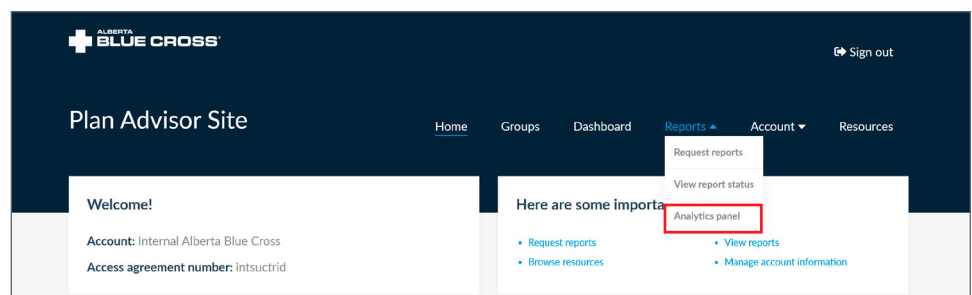 ALBERTA
BLUE CROSS®
Sign out
Plan Advisor Site
Home Groups Dashboard Reports Account Resources
Request reports
View report status
Analytics panel
Welcome!
Account: Internal Alberta Blue Cross
Access agreement number: intsuctrid
Here are some importa
• Request reports
• View reports
• Browse resources
• Manage account information